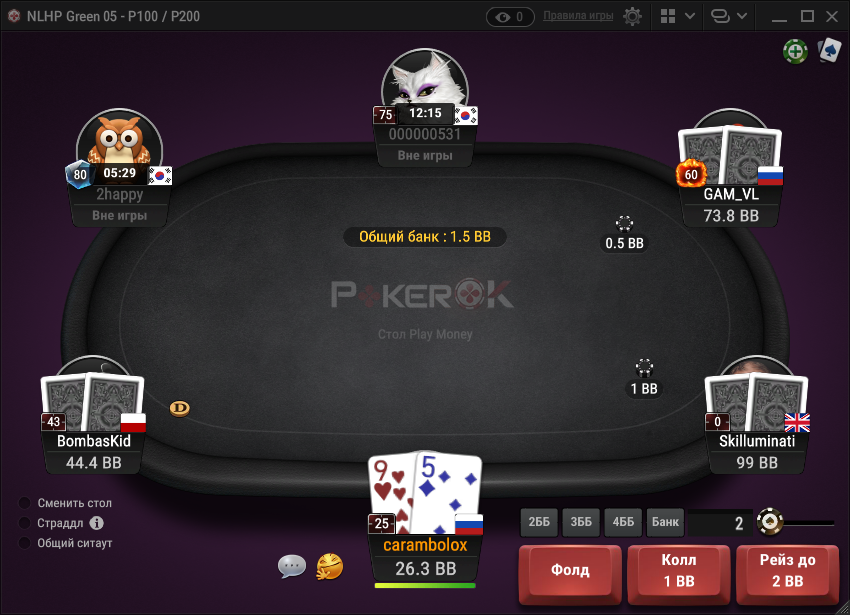 NLHP Green 05 - P100 / P200
0
Правила игры
75
12:15
000000531
Вне игры
80
05:29
2happy
Вне игры
60
GAM_VL
73.8 BB
Общий банк : 1.5 BB
0.5 BB
POKEROK
Стол Play Money
1 BB
D
43
BombasKid
44.4 BB
0
Skilluminati
99 BB
9
5
25
carambolox
26.3 BB
Сменить стол
Страддл i
Общий ситаут
2ББ
3ББ
4ББ
Банк
2
Фолд
Колл
1 BB
Рейз до
2 BB